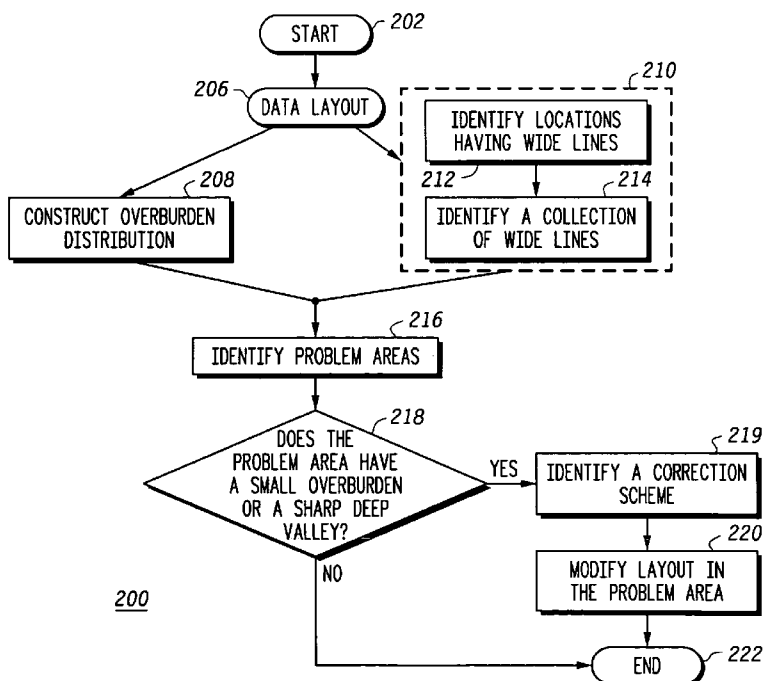 START
202
206
DATA LAYOUT
210
IDENTIFY LOCATIONS
HAVING WIDE LINES
212
208
CONSTRUCT OVERBURDEN
DISTRIBUTION
214
IDENTIFY A COLLECTION
OF WIDE LINES
216
IDENTIFY PROBLEM AREAS
218
DOES THE
PROBLEM AREA HAVE
A SMALL OVERBURDEN
OR A SHARP DEEP
VALLEY?
YES
NO
219
IDENTIFY A CORRECTION
SCHEME
220
MODIFY LAYOUT IN
THE PROBLEM AREA
200
END
222